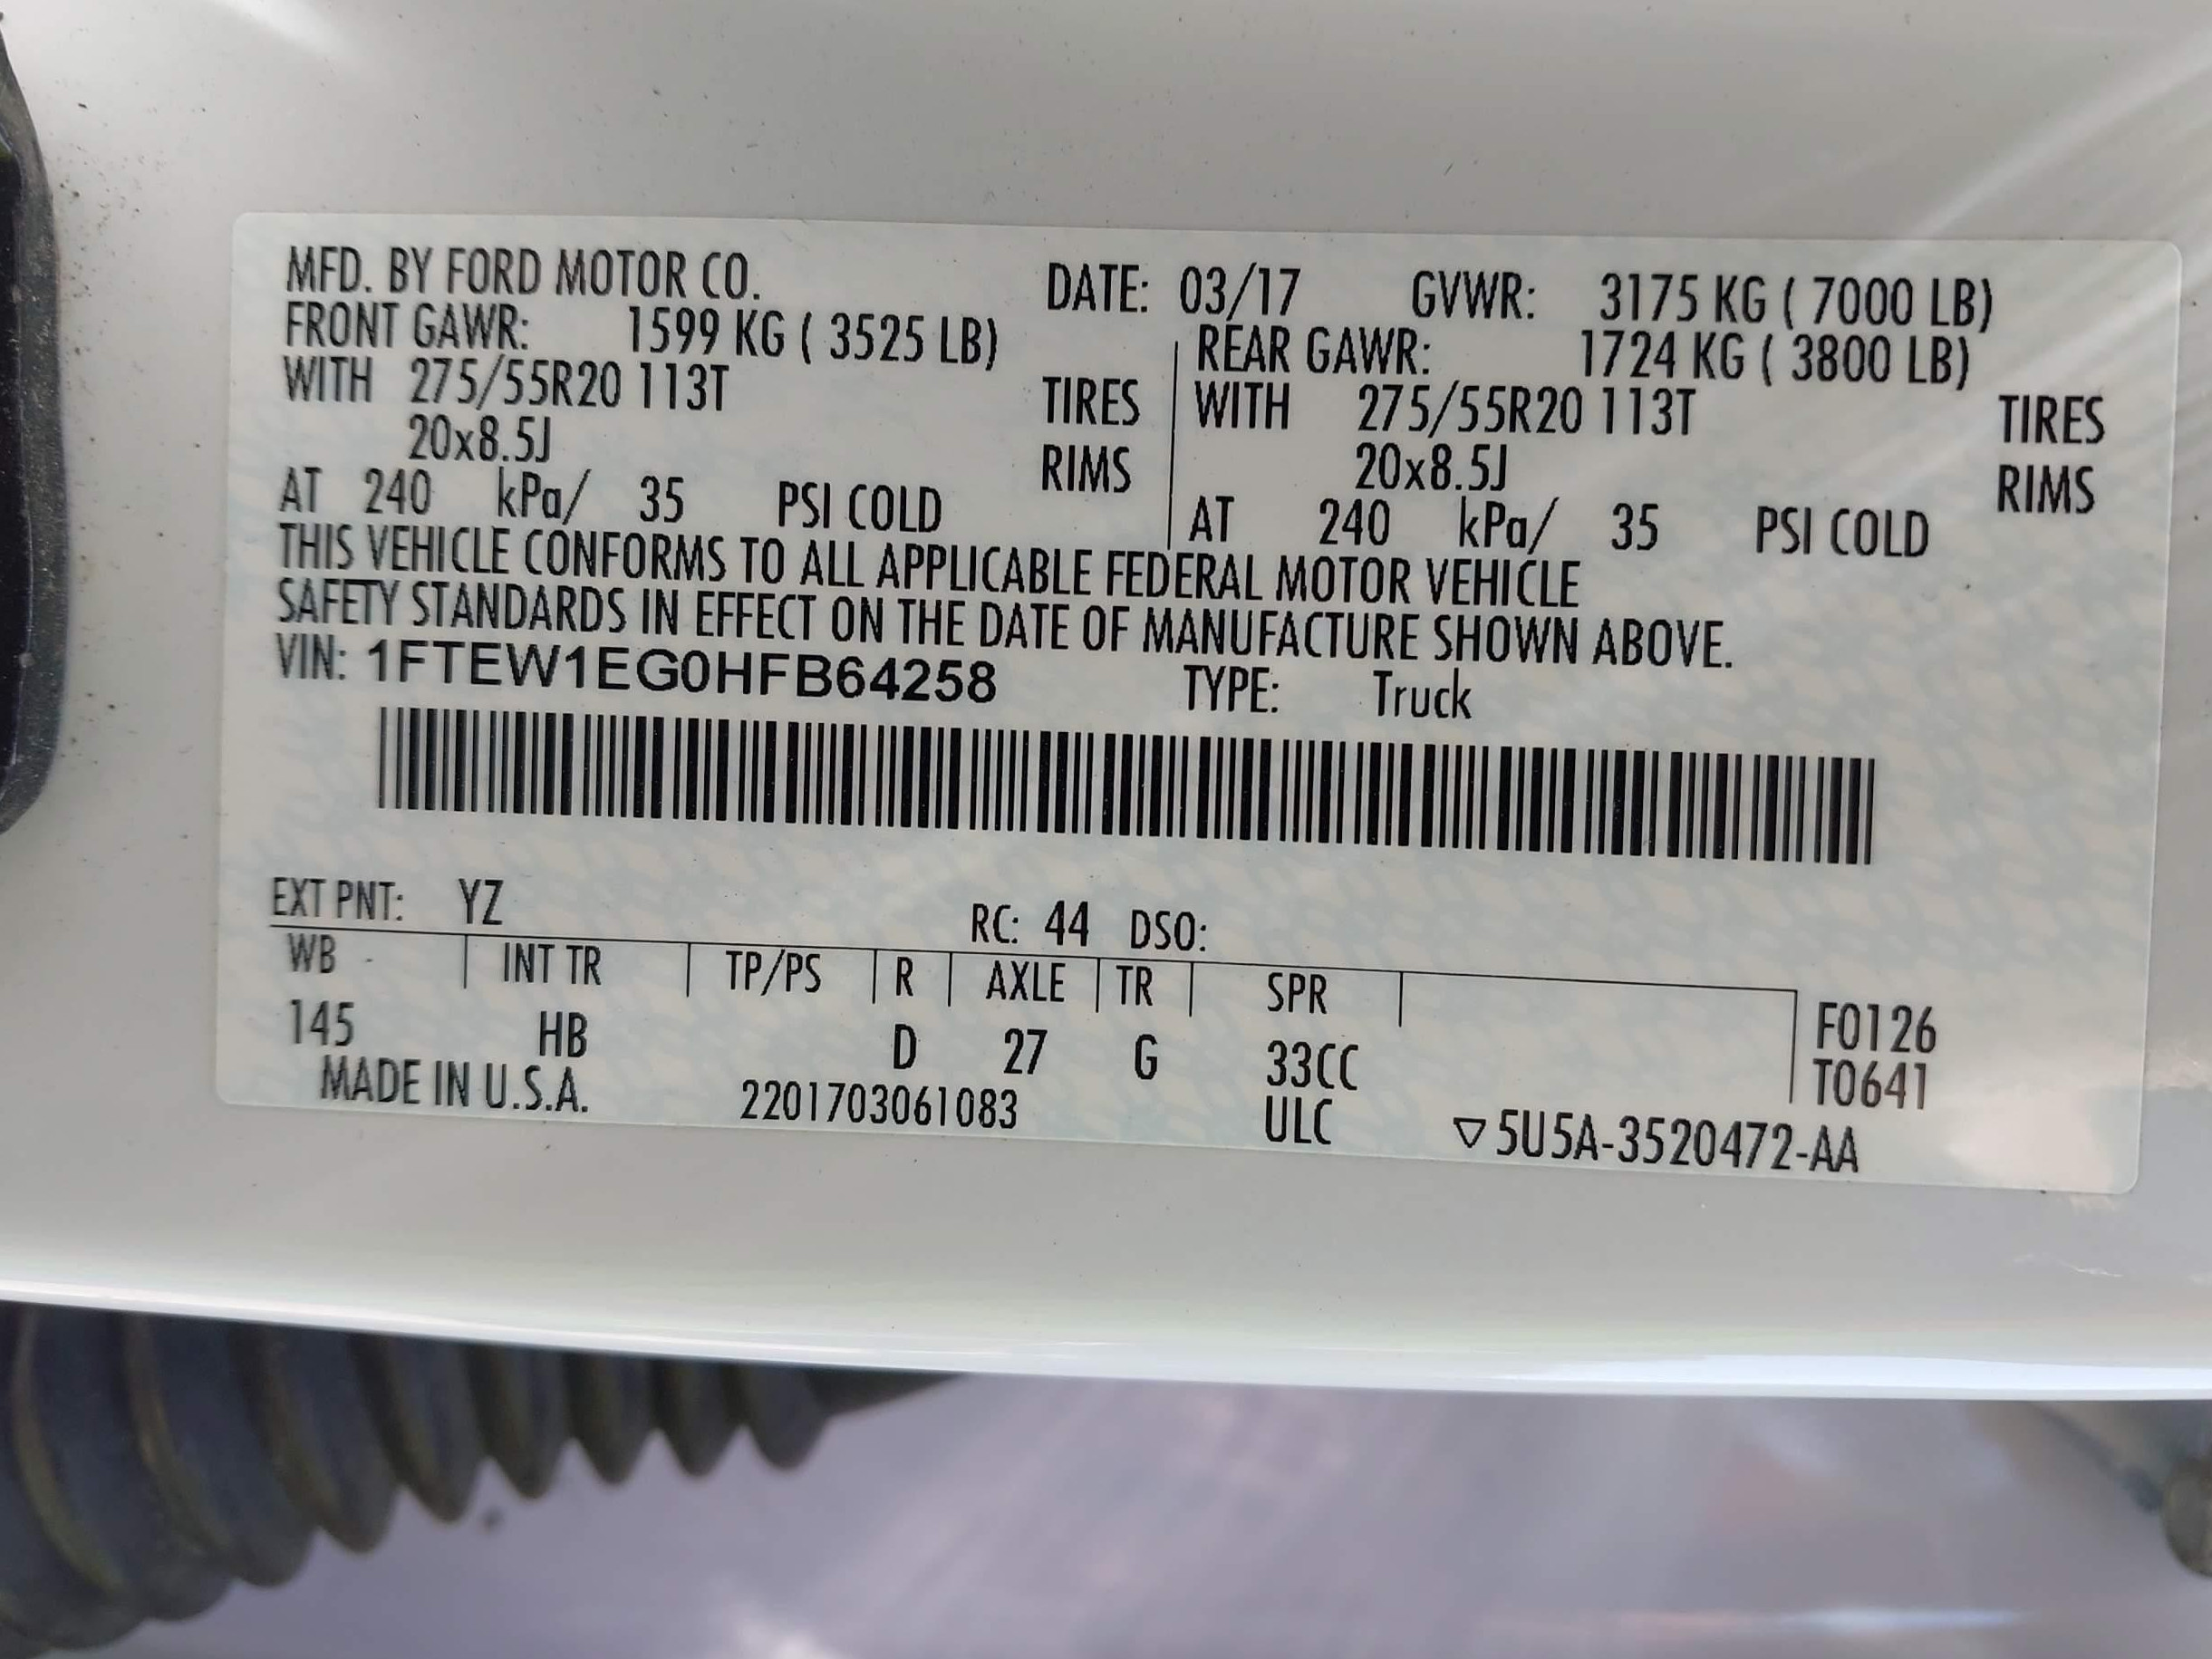 MFD. BY FORD MOTOR CO. DATE: 03/17 GVWR: 3175 KG ( 7000 LB)
FRONT GAWR: 1599 KG ( 3525 LB) REAR GAWR: 1724 KG ( 3800 LB)
WITH 275/55R20 113T TIRES WITH 275/55R20 113T TIRES
20x8.5J RIMS 20x8.5J RIMS
AT 240 kPa/ 35 PSI COLD AT 240 kPa/ 35 PSI COLD
THIS VEHICLE CONFORMS TO ALL APPLICABLE FEDERAL MOTOR VEHICLE
SAFETY STANDARDS IN EFFECT ON THE DATE OF MANUFACTURE SHOWN ABOVE.
VIN: 1FTEW1EG0HFB64258 TYPE: Truck
EXT PNT: YZ RC: 44 DSO:
WB INT TR TP/PS R AXLE TR SPR
145 HB D 27 G 33CC F0126
MADE IN U.S.A. 2201703061083 ULC T0641
▽5U5A-3520472-AA